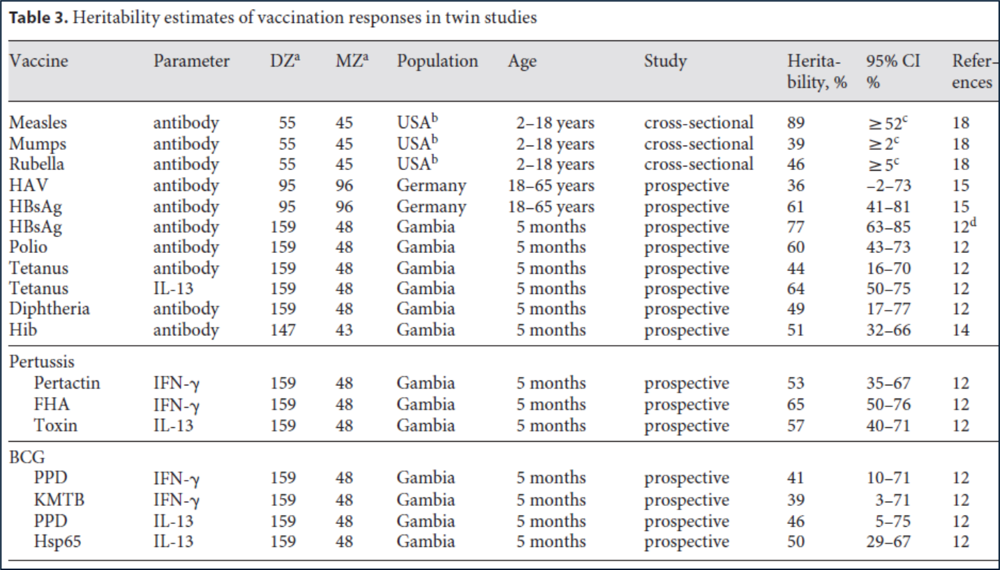 Table 3. Heritability estimates of vaccination responses in twin studies
Vaccine Parameter DZᵃ MZᵃ Population Age Study Herita- 95% CI Refer-
bility, % % ences
Measles antibody 55 45 USAᵇ 2–18 years cross-sectional 89 ≥52ᶜ 18
Mumps antibody 55 45 USAᵇ 2–18 years cross-sectional 39 ≥2ᶜ 18
Rubella antibody 55 45 USAᵇ 2–18 years cross-sectional 46 ≥5ᶜ 18
HAV antibody 95 96 Germany 18–65 years prospective 36 –2–73 15
HBsAg antibody 95 96 Germany 18–65 years prospective 61 41–81 15
HBsAg antibody 159 48 Gambia 5 months prospective 77 63–85 12ᵈ
Polio antibody 159 48 Gambia 5 months prospective 60 43–73 12
Tetanus antibody 159 48 Gambia 5 months prospective 44 16–70 12
Tetanus IL-13 159 48 Gambia 5 months prospective 64 50–75 12
Diphtheria antibody 159 48 Gambia 5 months prospective 49 17–77 12
Hib antibody 147 43 Gambia 5 months prospective 51 32–66 14
Pertussis
Pertactin IFN-γ 159 48 Gambia 5 months prospective 53 35–67 12
FHA IFN-γ 159 48 Gambia 5 months prospective 65 50–76 12
Toxin IL-13 159 48 Gambia 5 months prospective 57 40–71 12
BCG
PPD IFN-γ 159 48 Gambia 5 months prospective 41 10–71 12
KMTB IFN-γ 159 48 Gambia 5 months prospective 39 3–71 12
PPD IL-13 159 48 Gambia 5 months prospective 46 5–75 12
Hsp65 IL-13 159 48 Gambia 5 months prospective 50 29–67 12